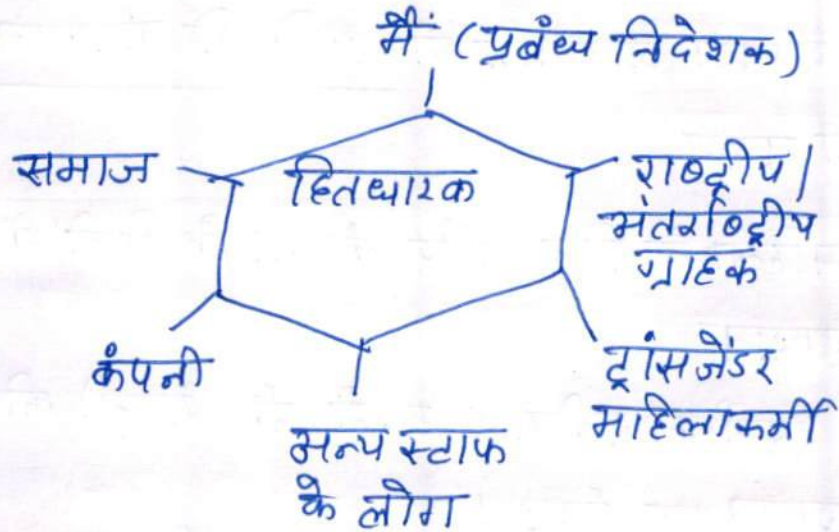 मैं (प्रबंध निदेशक)
समाज
हितधारक
राष्ट्रीय/
अंतर्राष्ट्रीय
ग्राहक
कंपनी
ट्रांसजेंडर
महिलाकर्मी
अन्य स्टाफ
के लोग